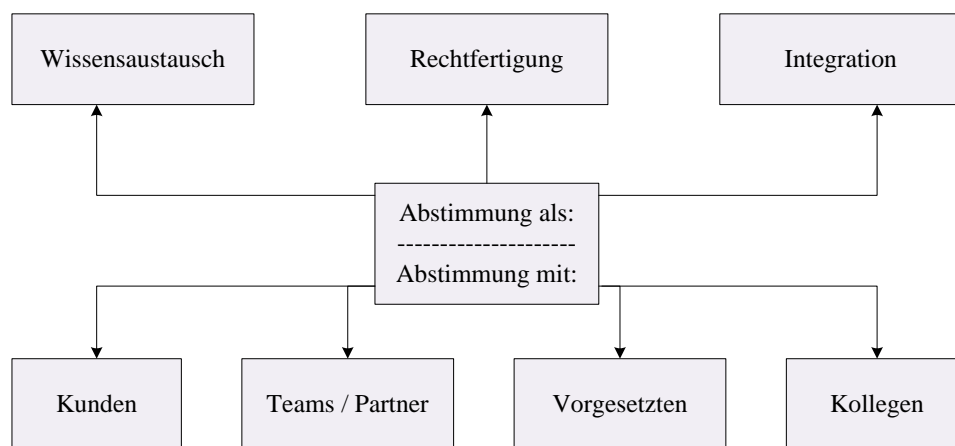 Wissensaustausch
Rechtfertigung
Integration
Abstimmung als:
---------------------
Abstimmung mit:
Kunden
Teams / Partner
Vorgesetzten
Kollegen